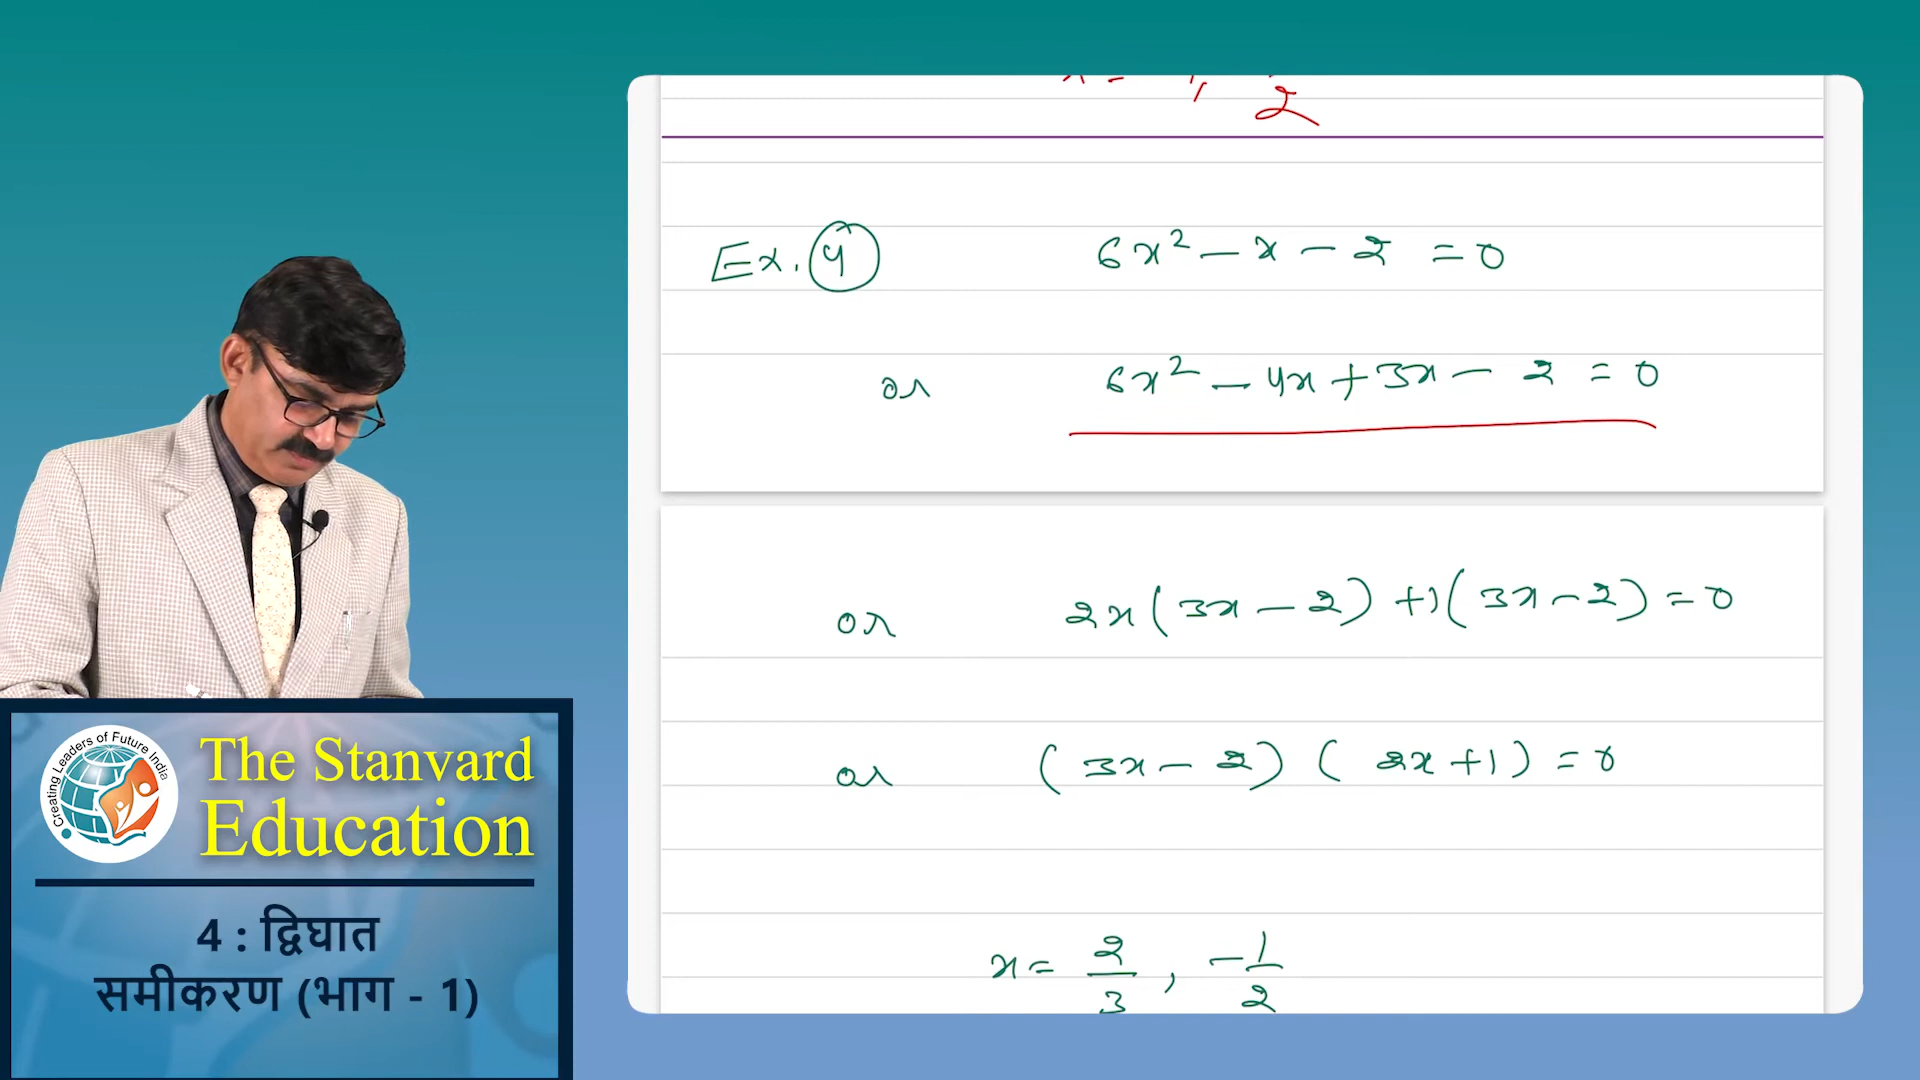 x = -1, 2
Ex. 4 6x² - x - 2 = 0
or 6x² - 4x + 3x - 2 = 0
or 2x(3x - 2) + 1(3x - 2) = 0
or (3x - 2) (2x + 1) = 0
x = 2/3, -1/2
Creating Leaders of Future India
The Stanvard
Education
4 : द्विघात
समीकरण (भाग - 1)